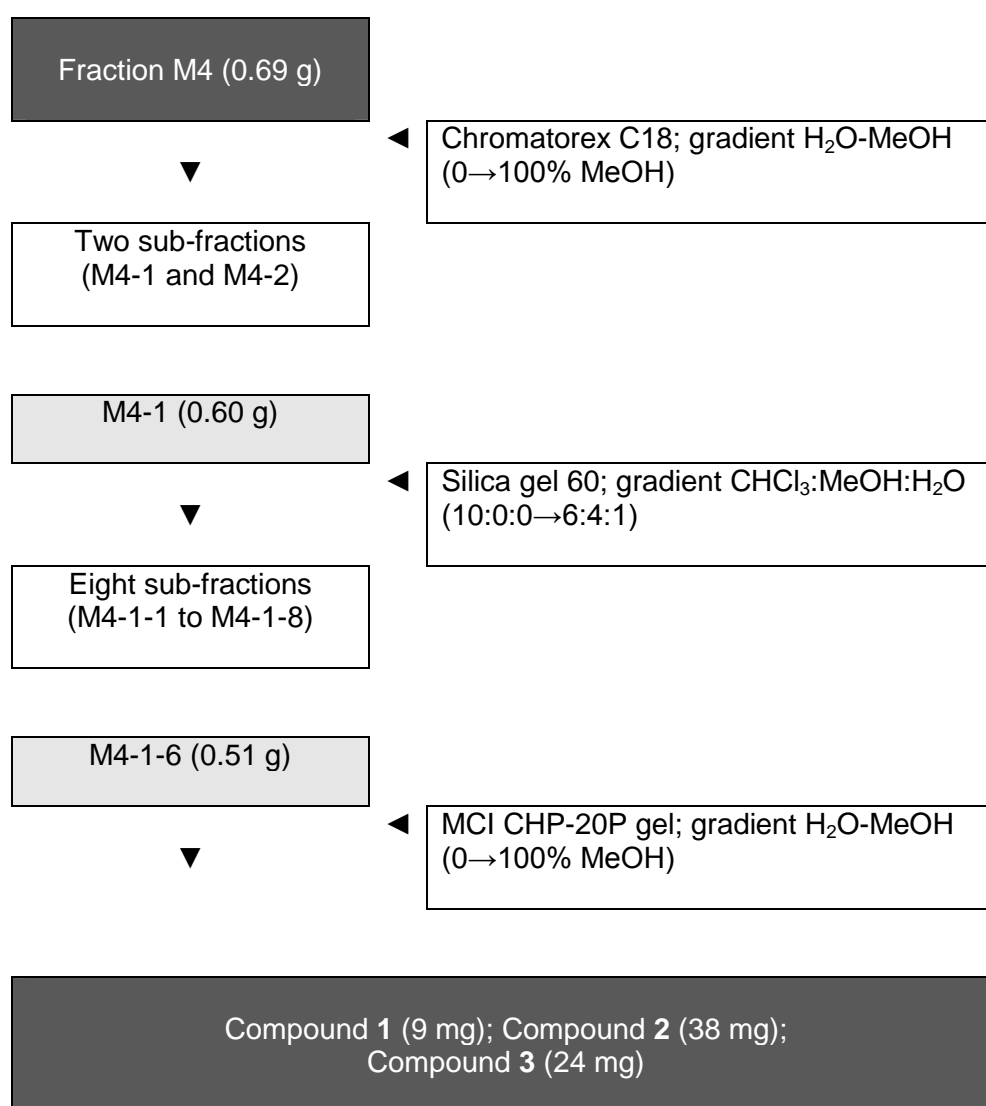 Fraction M4 (0.69 g)
◄
Chromatorex C18; gradient H₂O-MeOH
(0→100% MeOH)
▼
Two sub-fractions
(M4-1 and M4-2)
M4-1 (0.60 g)
◄
Silica gel 60; gradient CHCl₃:MeOH:H₂O
(10:0:0→6:4:1)
▼
Eight sub-fractions
(M4-1-1 to M4-1-8)
M4-1-6 (0.51 g)
◄
MCI CHP-20P gel; gradient H₂O-MeOH
(0→100% MeOH)
▼
Compound 1 (9 mg); Compound 2 (38 mg);
Compound 3 (24 mg)